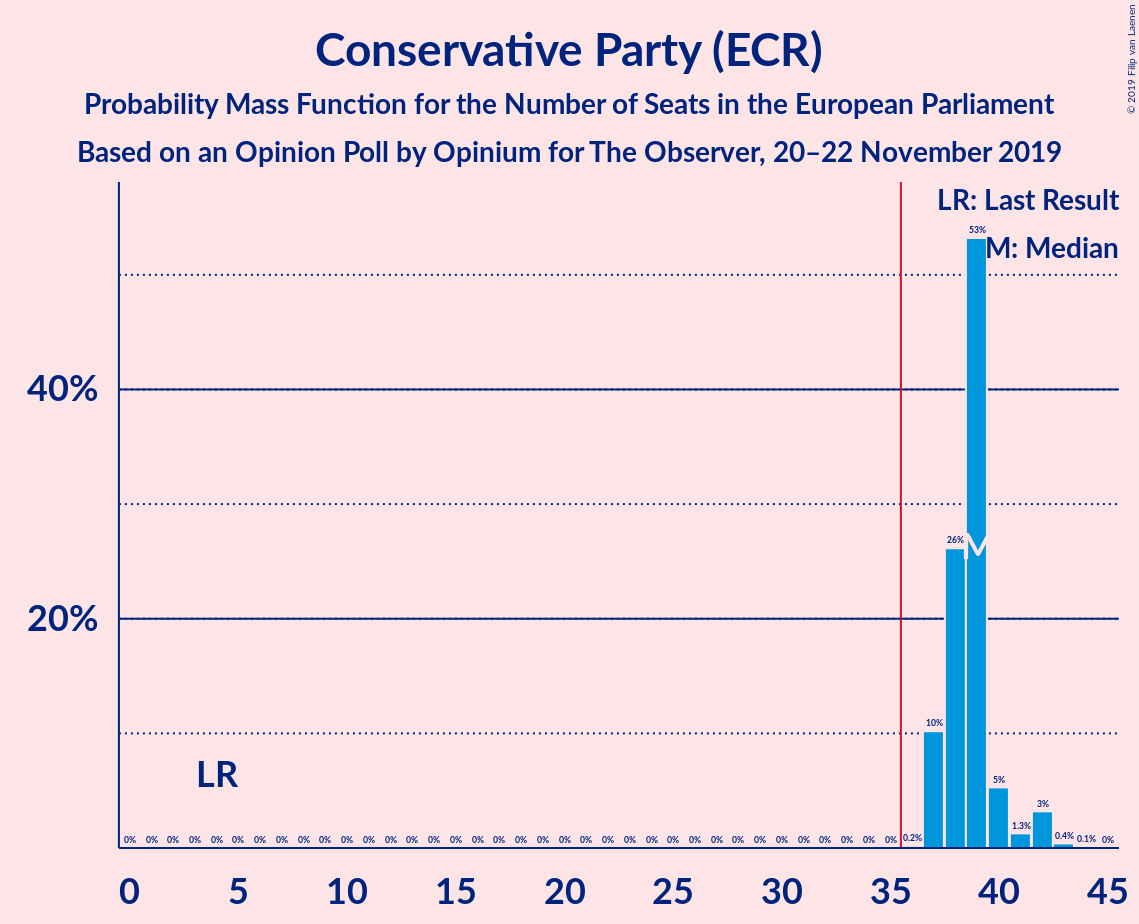 Conservative Party (ECR)
Probability Mass Function for the Number of Seats in the European Parliament
Based on an Opinion Poll by Opinium for The Observer, 20–22 November 2019
© 2019 Filip van Laenen
LR: Last Result
M: Median
53%
40%
26%
M
20%
10%
LR
5%
3%
1.3%
0% 0% 0% 0% 0% 0% 0% 0% 0% 0% 0% 0% 0% 0% 0% 0% 0% 0% 0% 0% 0% 0% 0% 0% 0% 0% 0% 0% 0% 0% 0% 0% 0% 0% 0% 0% 0.2% 0.4% 0.1% 0%
0 5 10 15 20 25 30 35 40 45